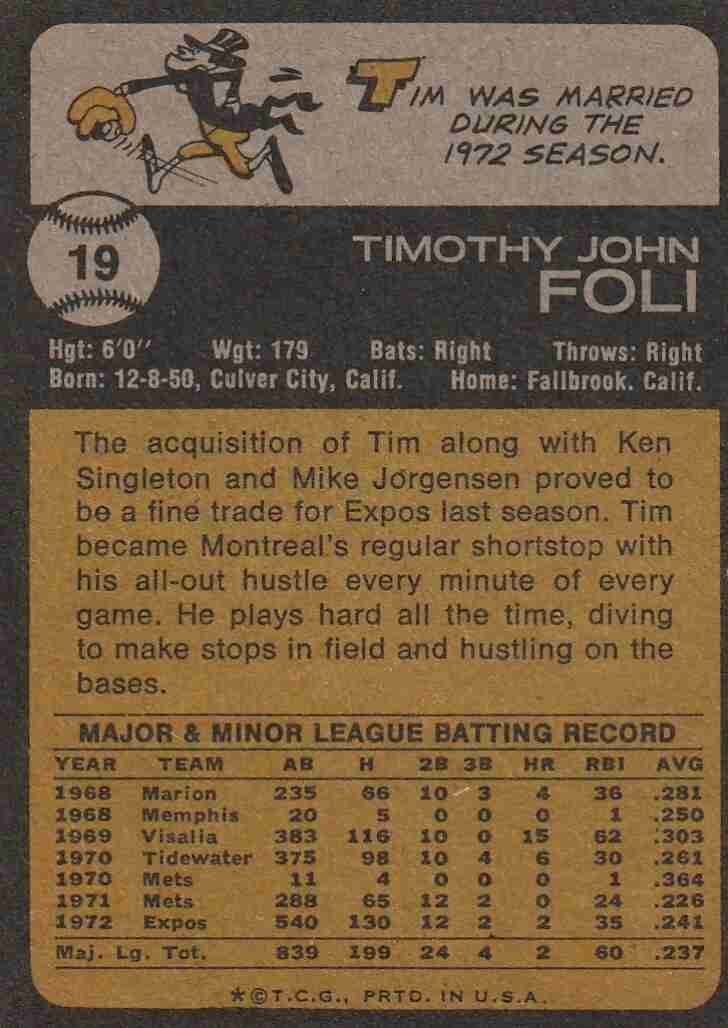 TIM WAS MARRIED
DURING THE
1972 SEASON.
19
TIMOTHY JOHN
FOLI
Hgt: 6'0" Wgt: 179 Bats: Right Throws: Right
Born: 12-8-50, Culver City, Calif. Home: Fallbrook. Calif.
The acquisition of Tim along with Ken
Singleton and Mike Jorgensen proved to
be a fine trade for Expos last season. Tim
became Montreal's regular shortstop with
his all-out hustle every minute of every
game. He plays hard all the time, diving
to make stops in field and hustling on the
bases.
MAJOR & MINOR LEAGUE BATTING RECORD
YEAR TEAM AB H 2B 3B HR RBI AVG
1968 Marion 235 66 10 3 4 36 .281
1968 Memphis 20 5 0 0 0 1 .250
1969 Visalia 383 116 10 0 15 62 .303
1970 Tidewater 375 98 10 4 6 30 .261
1970 Mets 11 4 0 0 0 1 .364
1971 Mets 288 65 12 2 0 24 .226
1972 Expos 540 130 12 2 2 35 .241
Maj. Lg. Tot. 839 199 24 4 2 60 .237
*©T.C.G., PRTD. IN U.S.A.